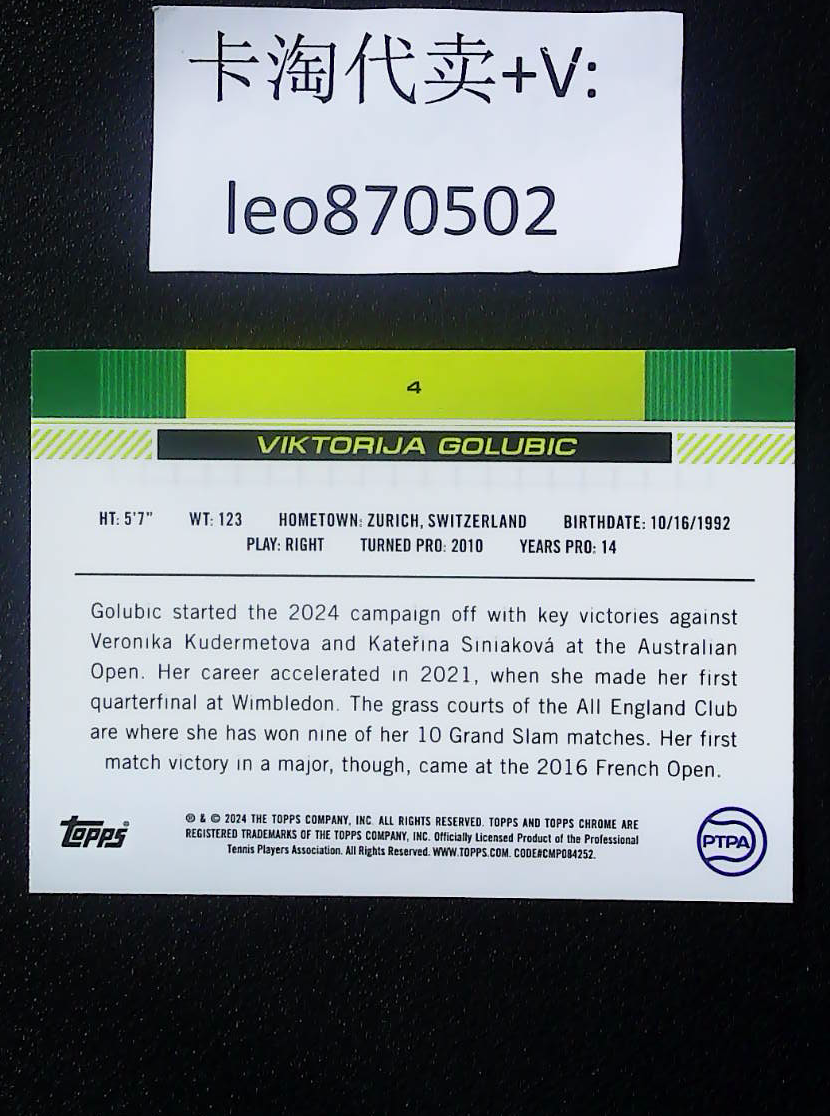 卡淘代卖+V:
leo870502
4
VIKTORIJA GOLUBIC
HT: 5'7" WT: 123 HOMETOWN: ZURICH, SWITZERLAND BIRTHDATE: 10/16/1992
PLAY: RIGHT TURNED PRO: 2010 YEARS PRO: 14
Golubic started the 2024 campaign off with key victories against
Veronika Kudermetova and Kateřina Siniaková at the Australian
Open. Her career accelerated in 2021, when she made her first
quarterfinal at Wimbledon. The grass courts of the All England Club
are where she has won nine of her 10 Grand Slam matches. Her first
match victory in a major, though, came at the 2016 French Open.
topps®
® & © 2024 THE TOPPS COMPANY, INC. ALL RIGHTS RESERVED. TOPPS AND TOPPS CHROME ARE
REGISTERED TRADEMARKS OF THE TOPPS COMPANY, INC. Officially Licensed Product of the Professional
Tennis Players Association. All Rights Reserved. WWW.TOPPS.COM. CODE#CMP084252.
PTPA